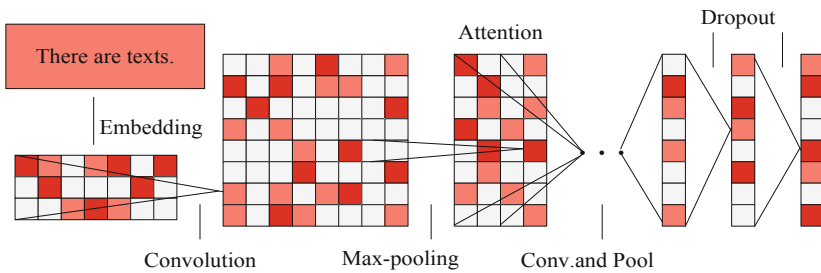 Dropout
Attention
There are texts.
Embedding
Convolution
Max-pooling
Conv.and Pool